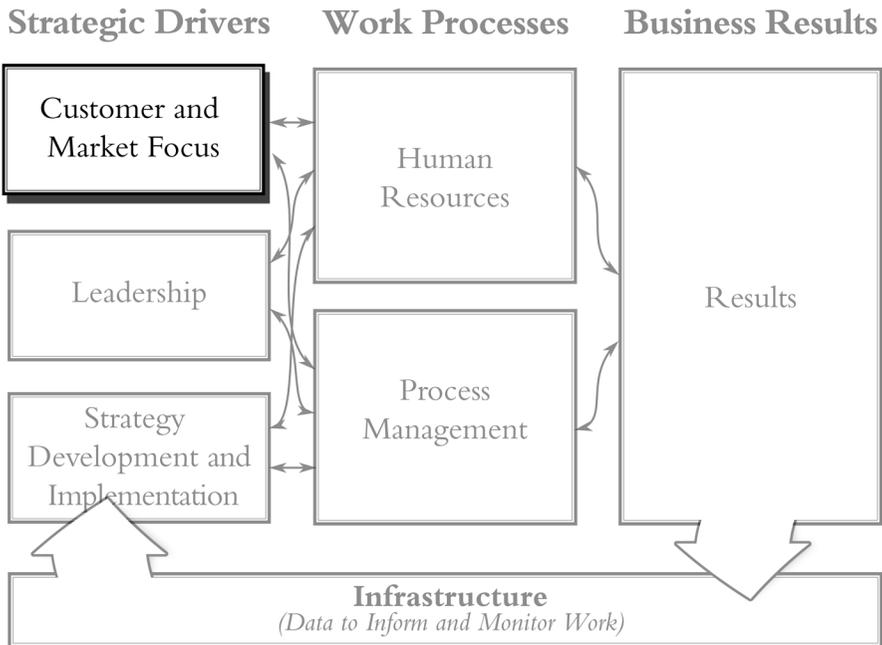 Strategic Drivers
Work Processes
Business Results
Customer and
Market Focus
Leadership
Strategy
Development and
Implementation
Human
Resources
Process
Management
Results
Infrastructure
(Data to Inform and Monitor Work)